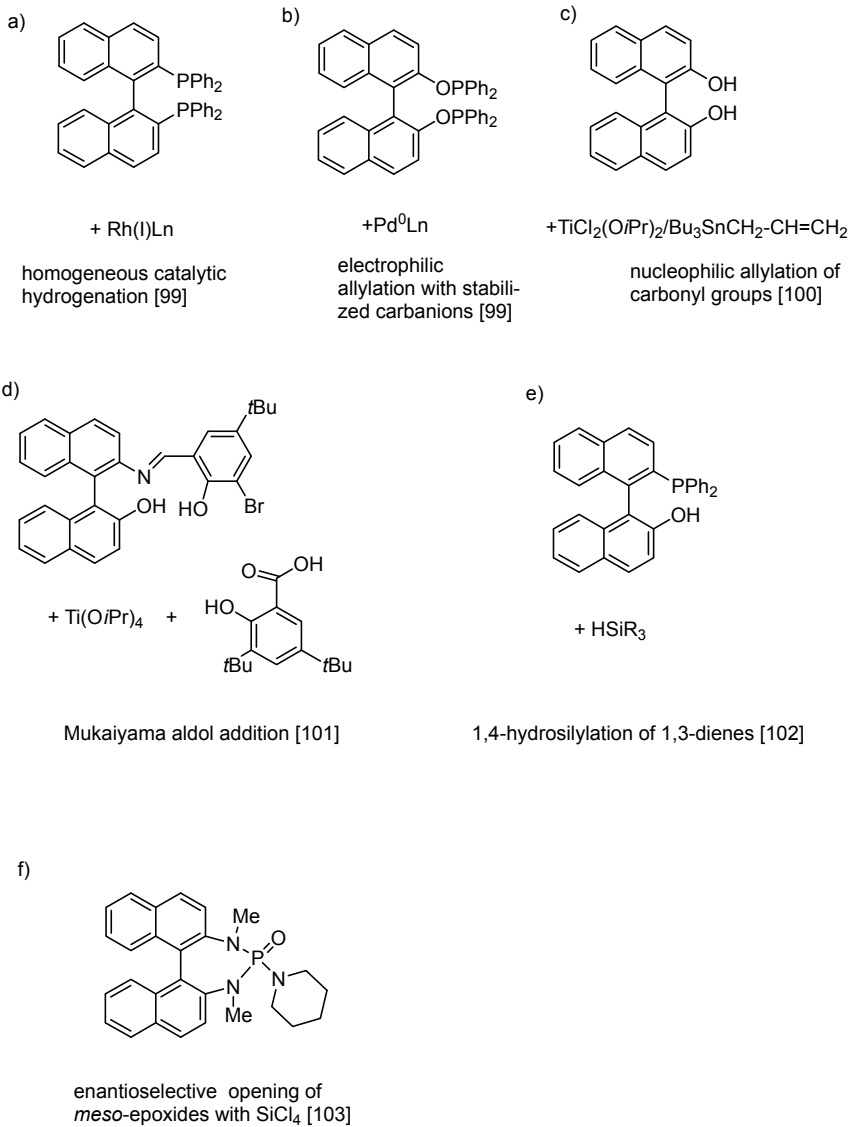 a)
PPh2
PPh2
+ Rh(I)Ln
homogeneous catalytic
hydrogenation [99]
b)
OPPh2
OPPh2
+Pd⁰Ln
electrophilic
allylation with stabili-
zed carbanions [99]
c)
OH
OH
+TiCl2(OiPr)2/Bu3SnCH2-CH=CH2
nucleophilic allylation of
carbonyl groups [100]
d)
tBu
N
OH
HO
Br
+ Ti(OiPr)4 +
O
OH
HO
tBu
tBu
Mukaiyama aldol addition [101]
e)
PPh2
OH
+ HSiR3
1,4-hydrosilylation of 1,3-dienes [102]
f)
Me
N
O
P
N
N
Me
enantioselective opening of
meso-epoxides with SiCl4 [103]